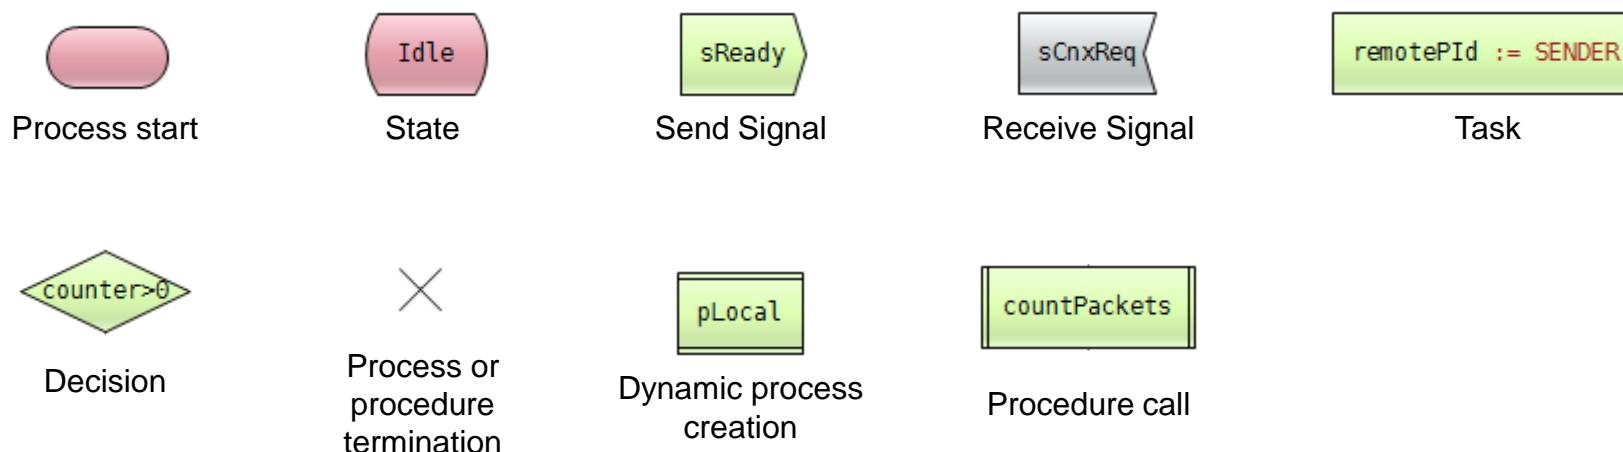 Idle
sReady
sCnxReq
remotePId := SENDER
Process start
State
Send Signal
Receive Signal
Task
counter>0
pLocal
countPackets
Decision
Process or
procedure
termination
Dynamic process
creation
Procedure call